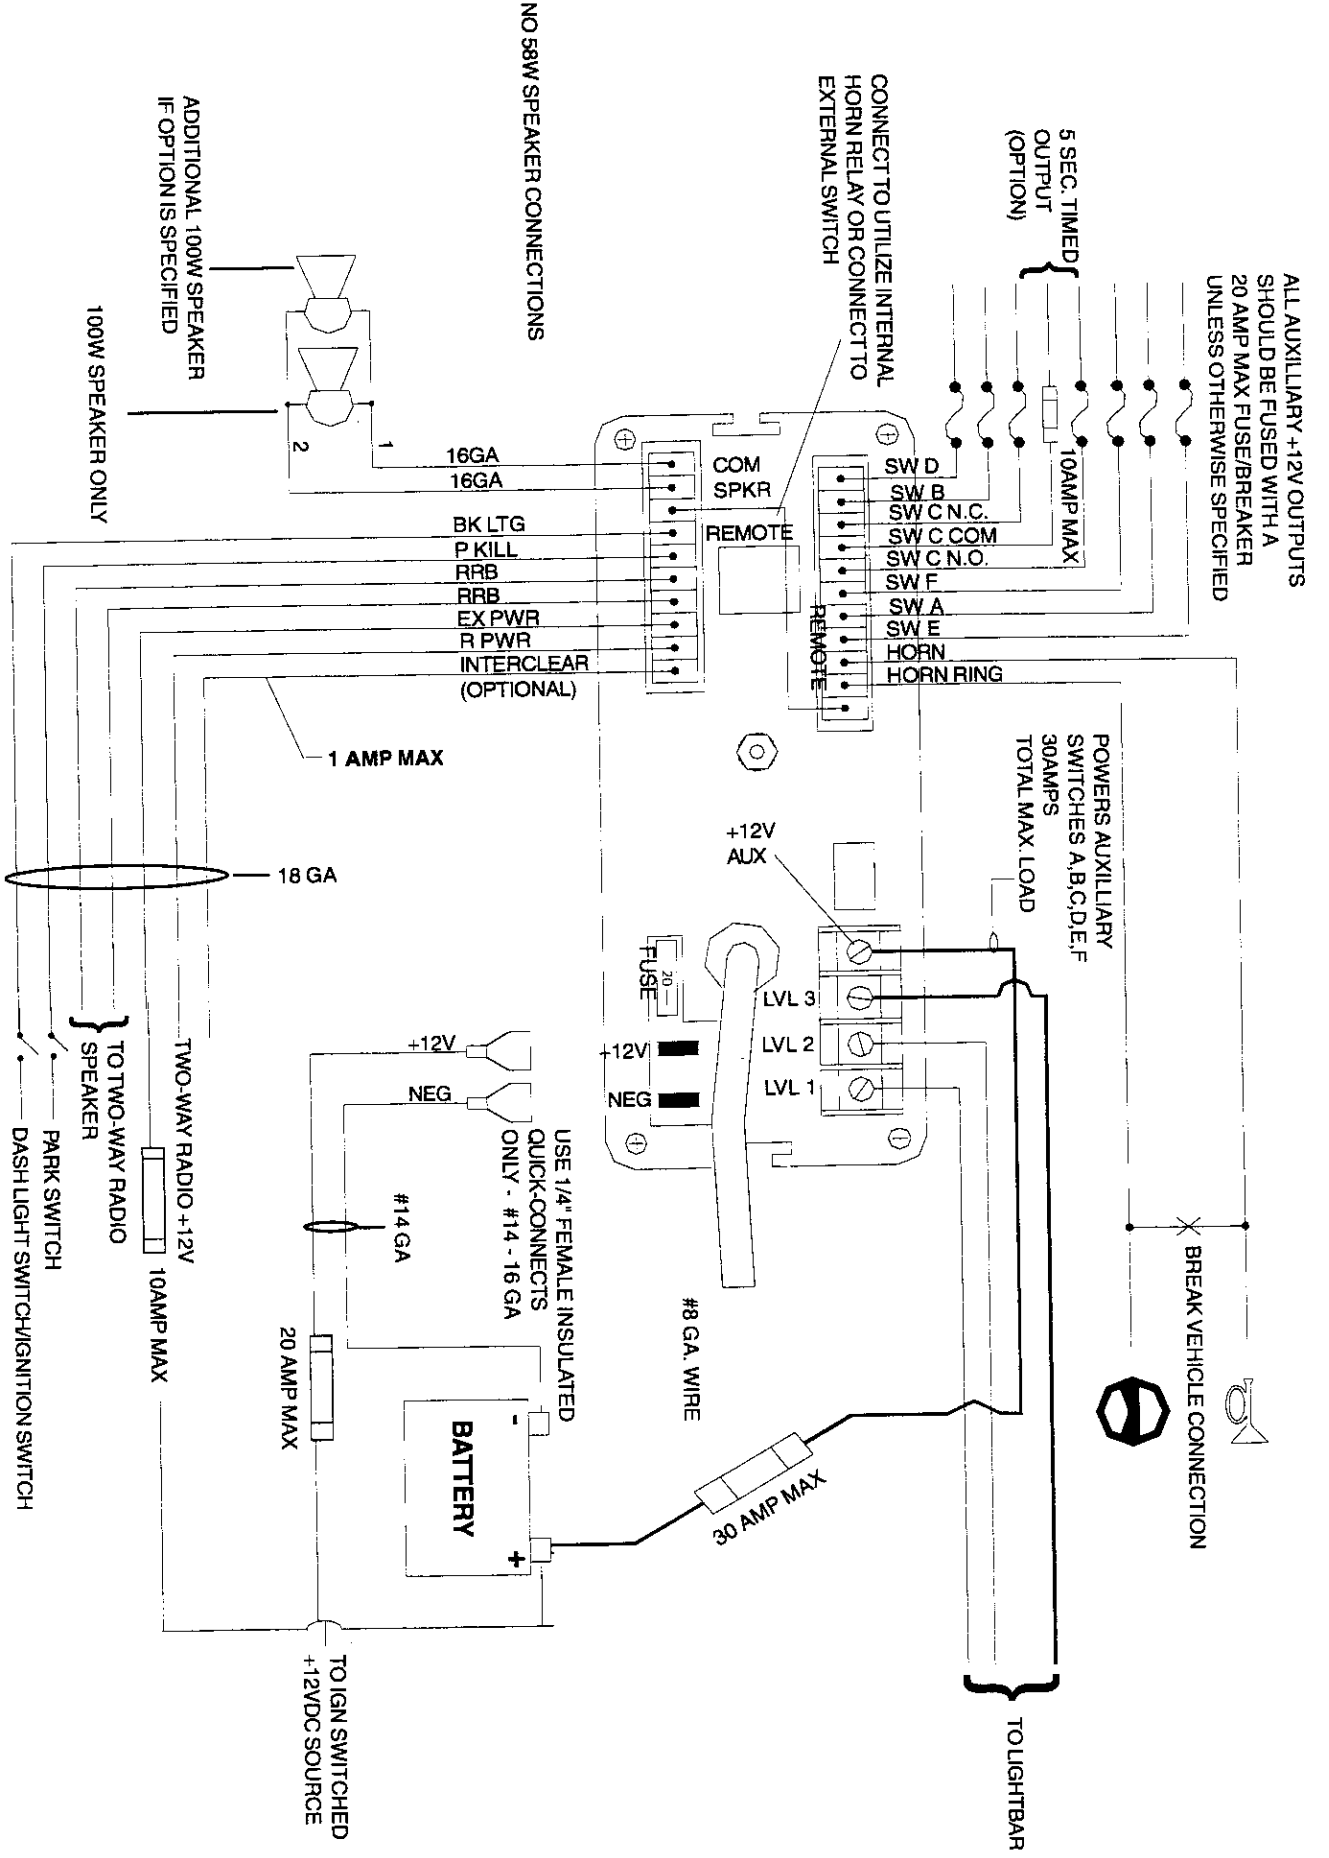 ALL AUXILLIARY +12V OUTPUTS
SHOULD BE FUSED WITH A
20 AMP MAX FUSE/BREAKER
UNLESS OTHERWISE SPECIFIED
5 SEC. TIMED
OUTPUT
(OPTION)
10AMP MAX
CONNECT TO UTILIZE INTERNAL
HORN RELAY OR CONNECT TO
EXTERNAL SWITCH
NO 58W SPEAKER CONNECTIONS
ADDITIONAL 100W SPEAKER
IF OPTION IS SPECIFIED
100W SPEAKER ONLY
1
2
16GA
16GA
BK LTG
P KILL
RRB
RRB
EX PWR
R PWR
INTERCLEAR
(OPTIONAL)
COM
SPKR
REMOTE
SW D
SW B
SW C N.C.
SW C COM
SW C N.O.
SW F
SW A
SW E
HORN
HORN RING
REMOTE
1 AMP MAX
18 GA
POWERS AUXILLIARY
SWITCHES A,B,C,D,E,F
30AMPS
TOTAL MAX. LOAD
+12V
AUX
LVL 3
LVL 2
LVL 1
20
FUSE
+12V
NEG
+12V
NEG
USE 1/4" FEMALE INSULATED
QUICK-CONNECTS
ONLY - #14 - 16 GA
#14 GA
#8 GA. WIRE
BREAK VEHICLE CONNECTION
TWO-WAY RADIO +12V
TO TWO-WAY RADIO
SPEAKER
PARK SWITCH
DASH LIGHT SWITCH/IGNITION SWITCH
10AMP MAX
20 AMP MAX
30 AMP MAX
-
BATTERY
+
TO IGN SWITCHED
+12VDC SOURCE
TO LIGHTBAR